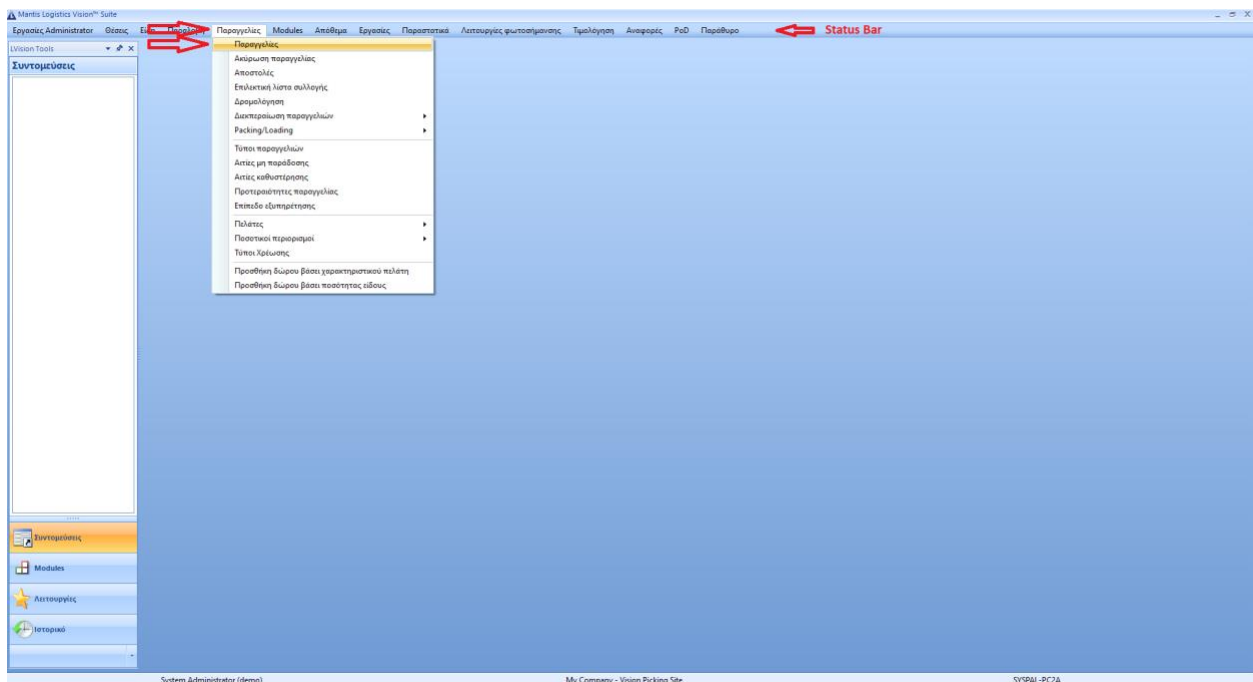 Mantis Logistics Vision™ Suite
Εργασίες Administrator Θέσεις Είδη Παραλαβή Παραγγελίες Modules Απόθεμα Εργασίες Παραστατικά Λειτουργίες φωτοσήμανσης Τιμολόγηση Αναφορές PoD Παράθυρο Status Bar
LVision Tools
Συντομεύσεις
Παραγγελίες
Ακύρωση παραγγελίας
Αποστολές
Επιλεκτική λίστα συλλογής
Δρομολόγηση
Διεκπεραίωση παραγγελιών
Packing/Loading
Τύποι παραγγελιών
Αιτίες μη παράδοσης
Αιτίες καθυστέρησης
Προτεραιότητες παραγγελίας
Επίπεδο εξυπηρέτησης
Πελάτες
Ποσοτικοί περιορισμοί
Τύποι Χρέωσης
Προσθήκη δώρου βάσει χαρακτηριστικού πελάτη
Προσθήκη δώρου βάσει ποσότητας είδους
Συντομεύσεις
Modules
Λειτουργίες
Ιστορικό
System Administrator (demo) My Company - Vision Picking Site SYSPAL-PC2A